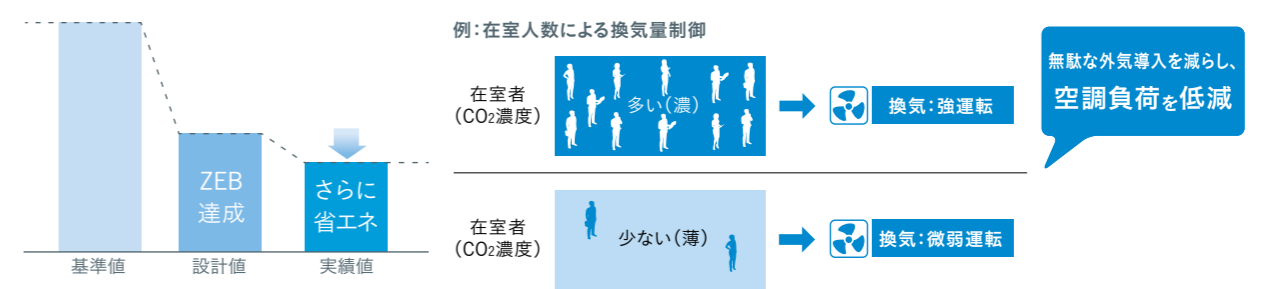 ZEB
達成
さらに
省エネ
基準値
設計値
実績値
例：在室人数による換気量制御
在室者
（CO2濃度）
多い（濃）
換気：強運転
在室者
（CO2濃度）
少ない（薄）
換気：微弱運転
無駄な外気導入を減らし、
空調負荷を低減